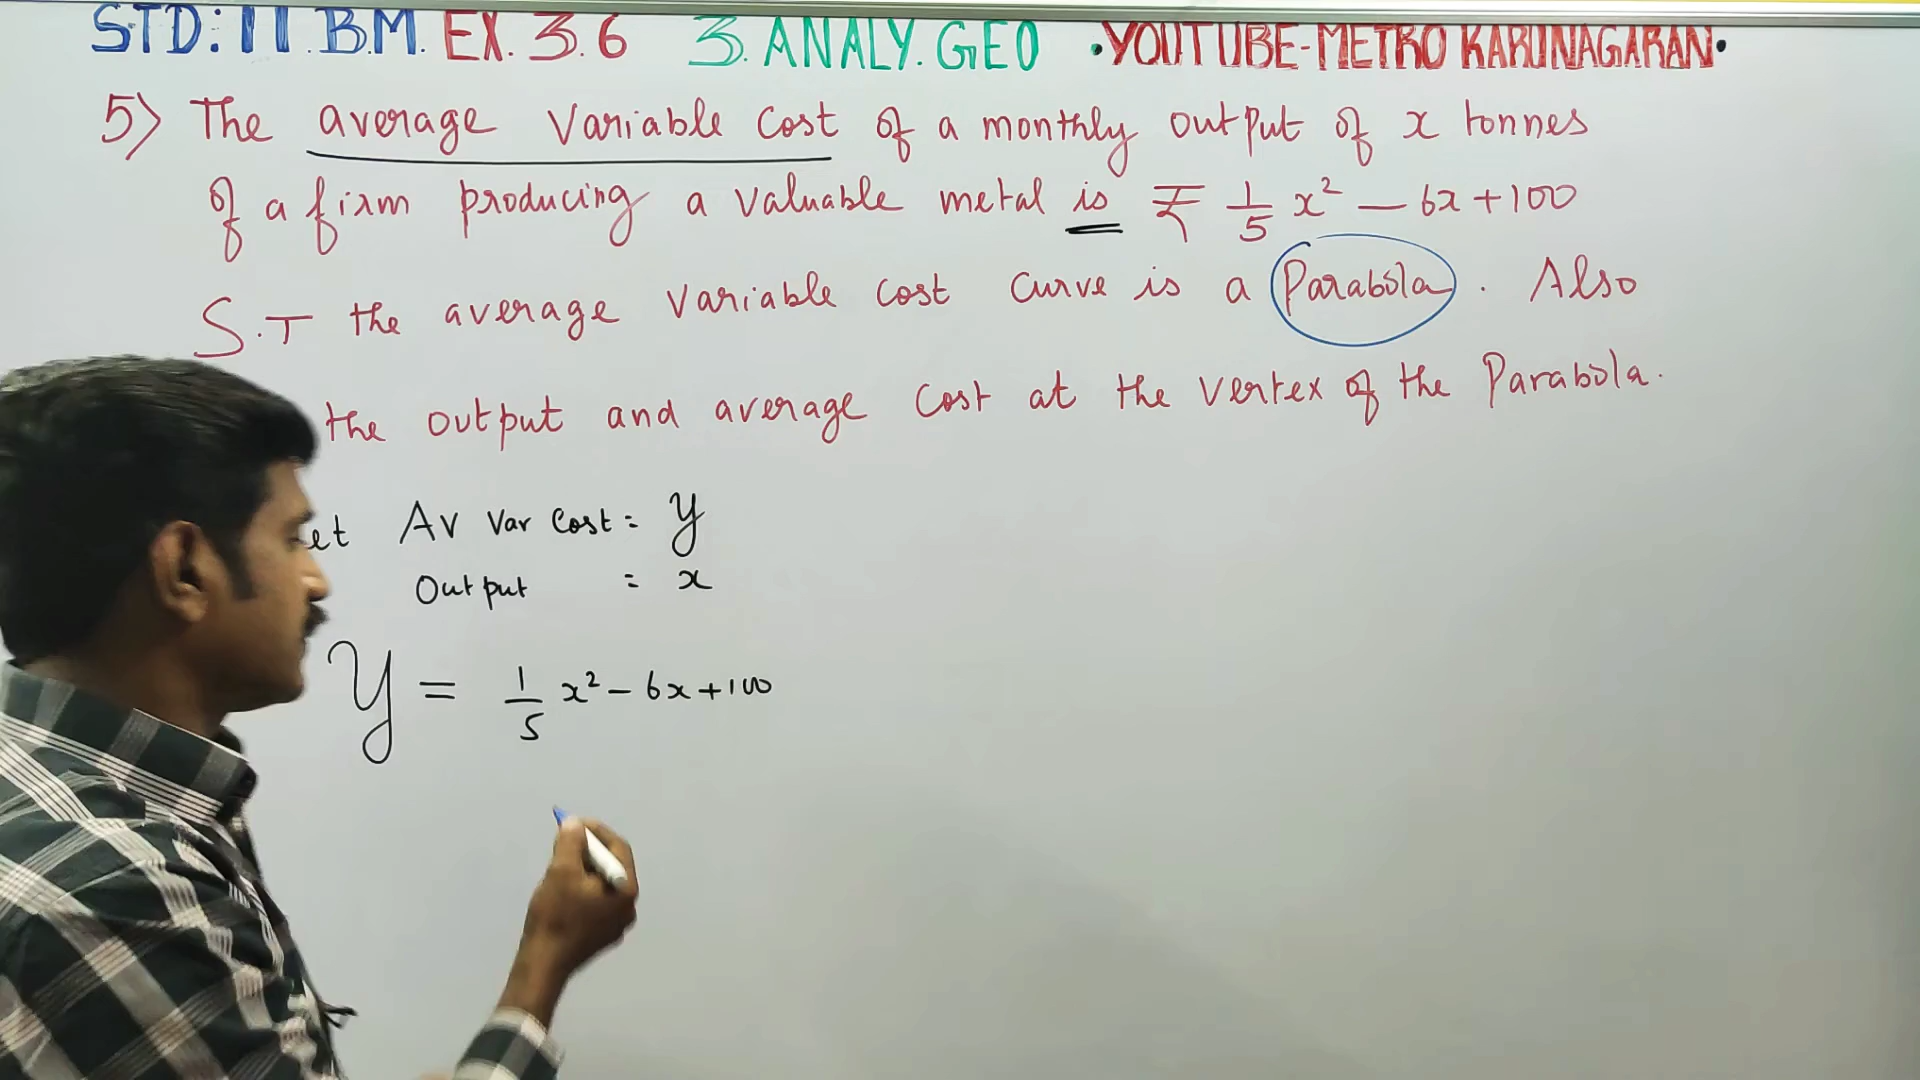 STD: 11.B.M. EX. 3.6 3. ANALY. GEO • YOUTUBE-METRO KARUNAGARAN •
5) The average variable cost of a monthly output of x tonnes
of a firm producing a valuable metal is ₹ 1/5 x² - 6x + 100
S.T the average variable cost curve is a Parabola. Also
the output and average cost at the vertex of the Parabola.
et Av Var Cost = y
Output = x
y = 1/5 x² - 6x + 100